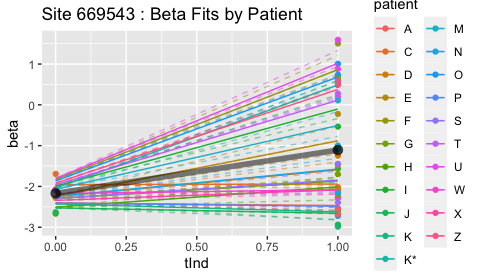 Site 669543 : Beta Fits by Patient
beta
1
0
-1
-2
-3
0.00
0.25
0.50
0.75
1.00
tInd
patient
A
C
D
E
F
G
H
I
J
K
K*
M
N
O
P
S
T
U
W
X
Z